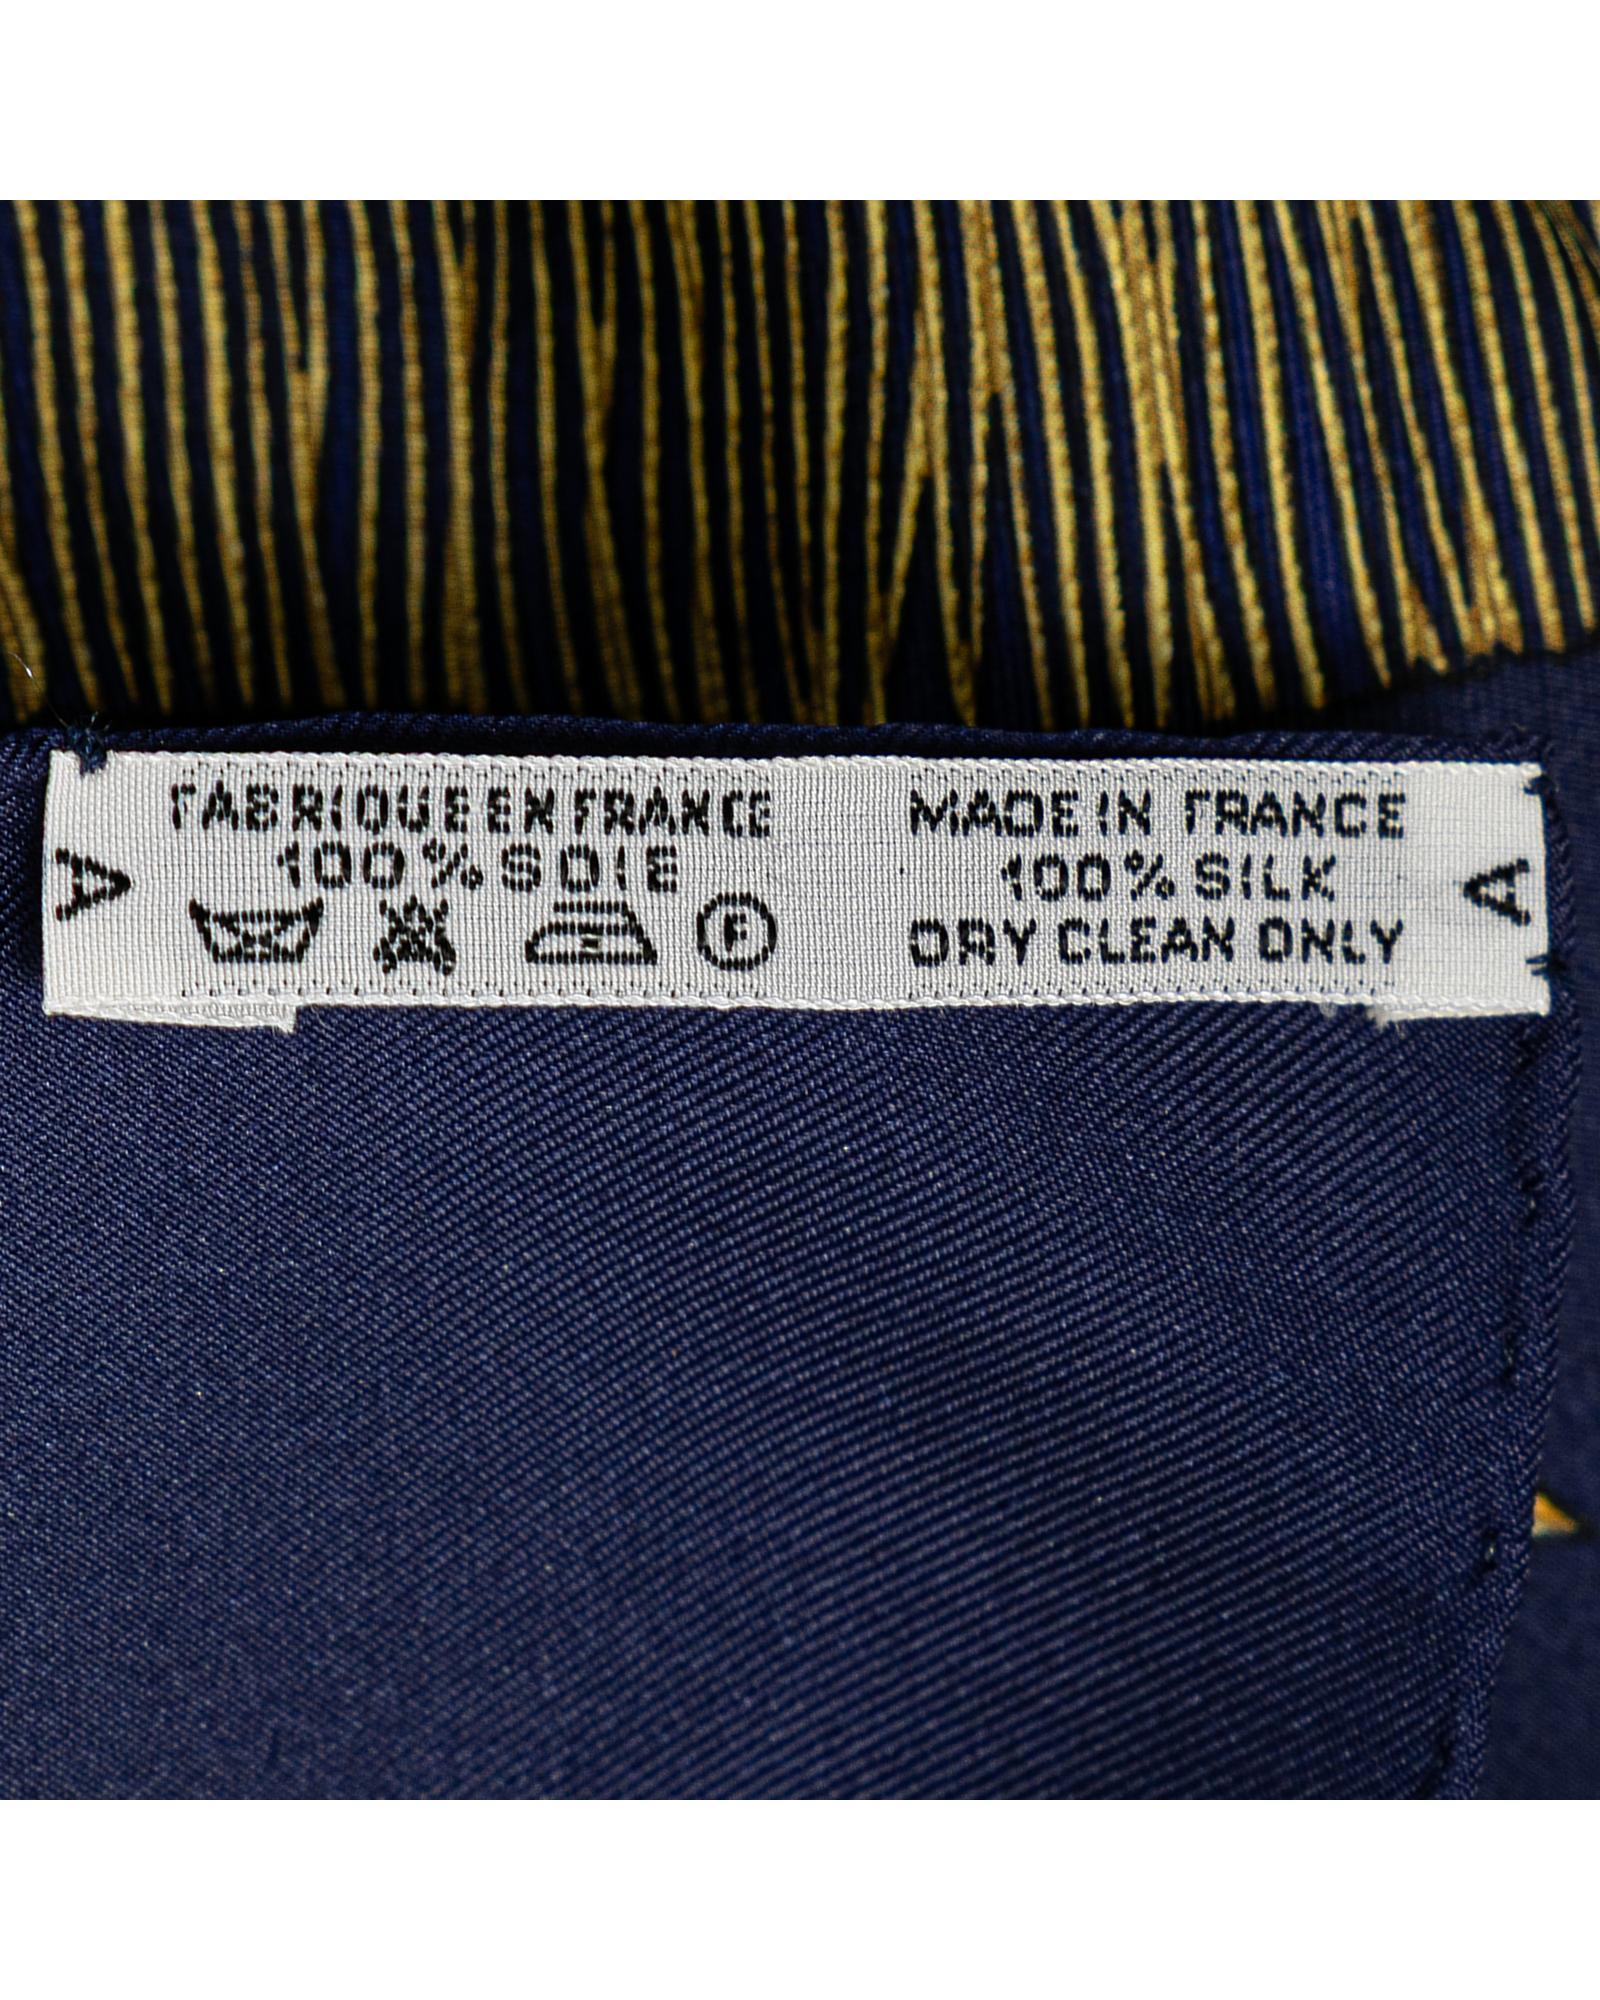 FABRIQUE EN FRANCE
100% SOIE
F
MADE IN FRANCE
100% SILK
DRY CLEAN ONLY
A
A